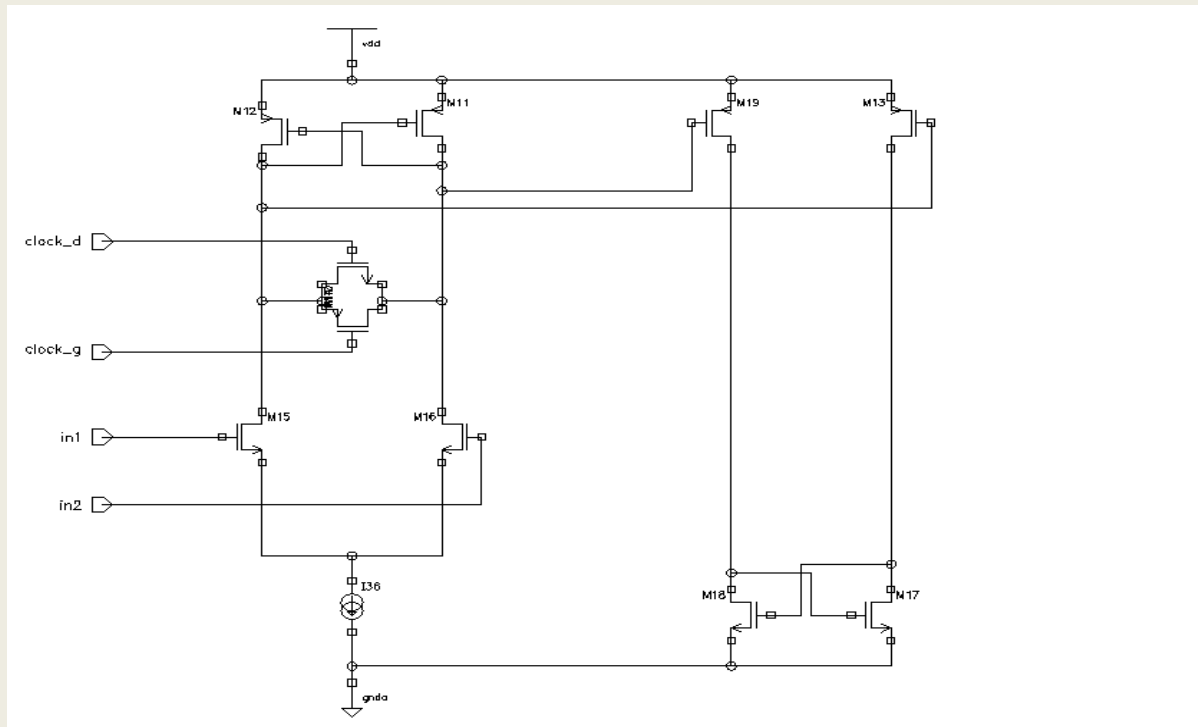 vdd
M12
M11
M19
M13
clock_d
clock_g
M15
M16
in1
in2
I36
M18
M17
gnda